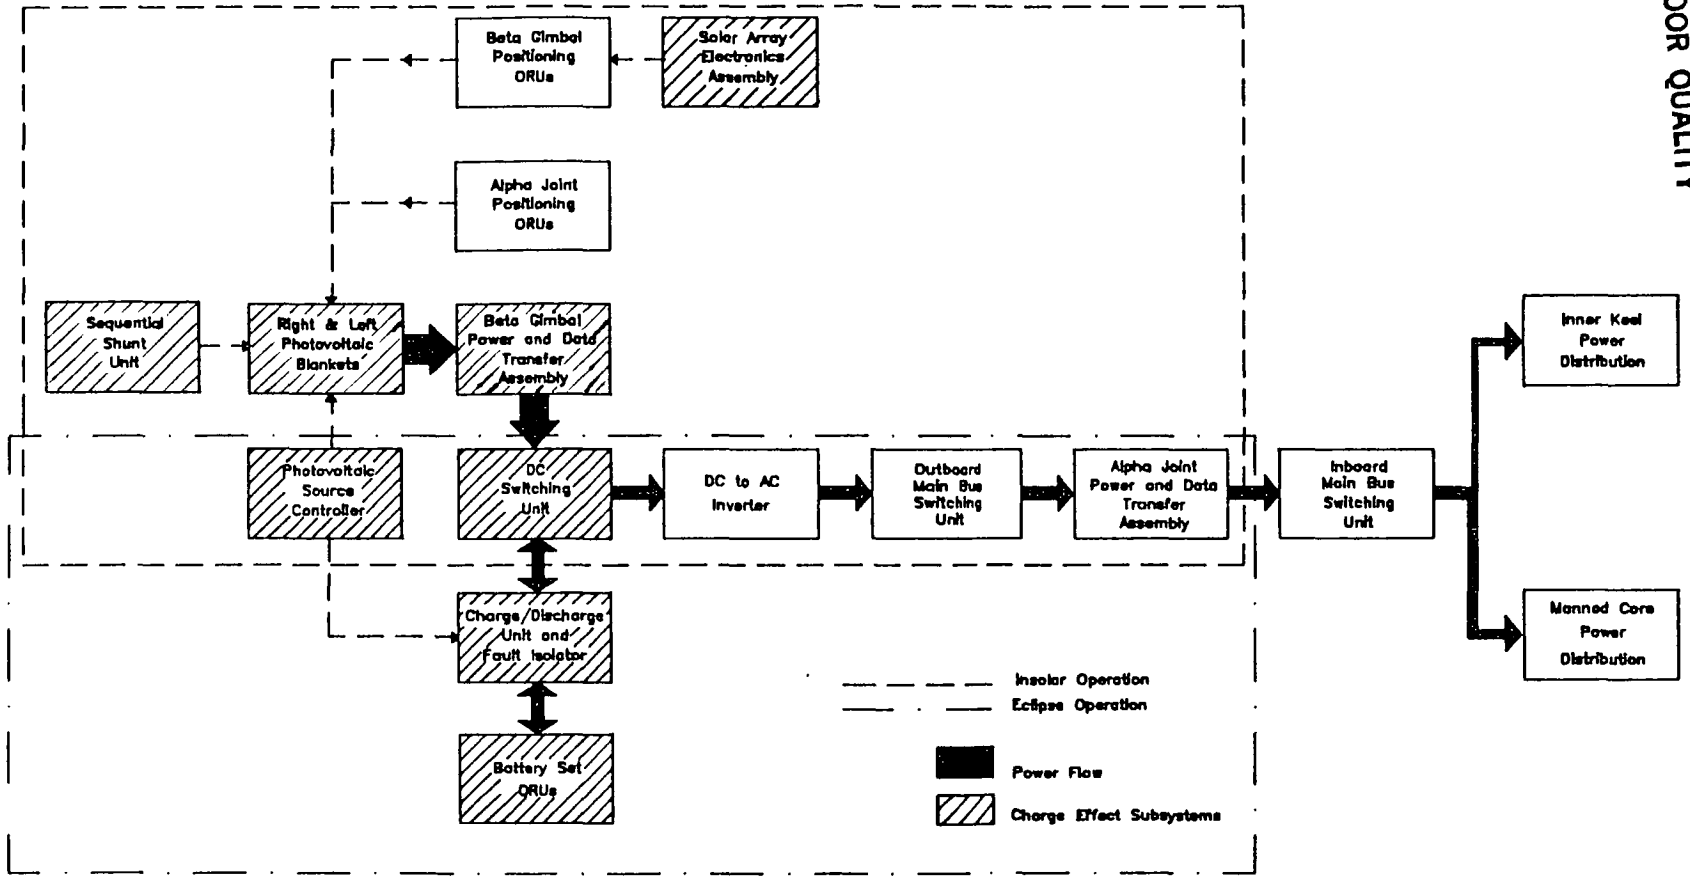 OOR QUALITY
Beta Gimbal
Positioning
ORUs
Solar Array
Electronics
Assembly
Alpha Joint
Positioning
ORUs
Sequential
Shunt
Unit
Right & Left
Photovoltaic
Blankets
Beta Gimbal
Power and Data
Transfer
Assembly
Inner Keel
Power
Distribution
Photovoltaic
Source
Controller
DC
Switching
Unit
DC to AC
Inverter
Outboard
Main Bus
Switching
Unit
Alpha Joint
Power and Data
Transfer
Assembly
Inboard
Main Bus
Switching
Unit
Charge/Discharge
Unit and
Fault Isolator
Manned Core
Power
Distribution
Battery Set
ORUs
Insolar Operation
Eclipse Operation
Power Flow
Charge Effect Subsystems